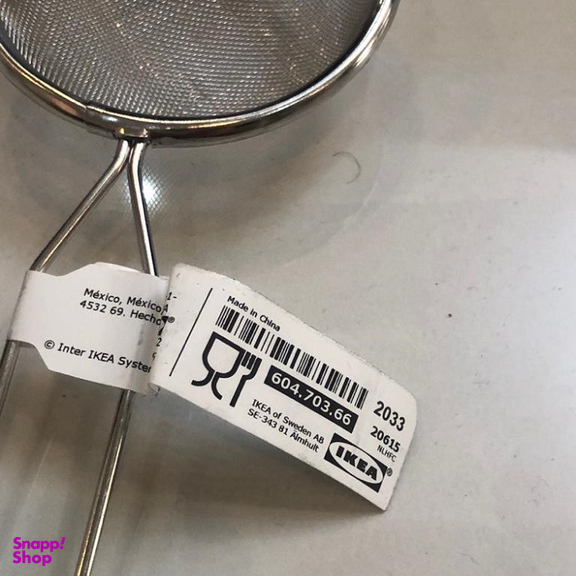 México, México
4532 69. Hecho
© Inter IKEA System
Made in China
604.703.66
2033
20615
NLHFC
IKEA of Sweden AB
SE-343 81 Älmhult
IKEA®
Snapp!
Shop